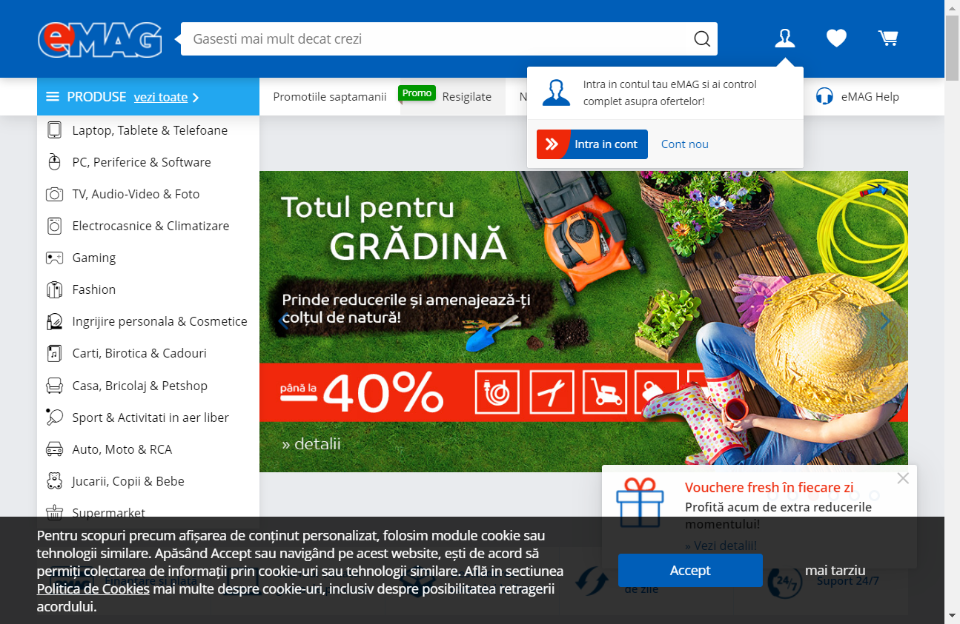 eMAG
Gasesti mai mult decat crezi
PRODUSE vezi toate
Promotiile saptamanii
Promo
Resigilate
N
eMAG Help
Intra in contul tau eMAG si ai control
complet asupra ofertelor!
Intra in cont
Cont nou
Laptop, Tablete & Telefoane
PC, Periferice & Software
TV, Audio-Video & Foto
Electrocasnice & Climatizare
Gaming
Fashion
Ingrijire personala & Cosmetice
Carti, Birotica & Cadouri
Casa, Bricolaj & Petshop
Sport & Activitati in aer liber
Auto, Moto & RCA
Jucarii, Copii & Bebe
Supermarket
Totul pentru
GRĂDINĂ
Prinde reducerile și amenajează-ți
colțul de natură!
până la
40%
» detalii
Vouchere fresh în fiecare zi
Profită acum de extra reducerile
momentului!
» Vezi detalii!
Pentru scopuri precum afișarea de conținut personalizat, folosim module cookie sau
tehnologii similare. Apăsând Accept sau navigând pe acest website, ești de acord să
permiți colectarea de informații prin cookie-uri sau tehnologii similare. Află in sectiunea
Politica de Cookies mai multe despre cookie-uri, inclusiv despre posibilitatea retragerii
acordului.
Accept
mai tarziu
de zile
24/7
Suport 24/7